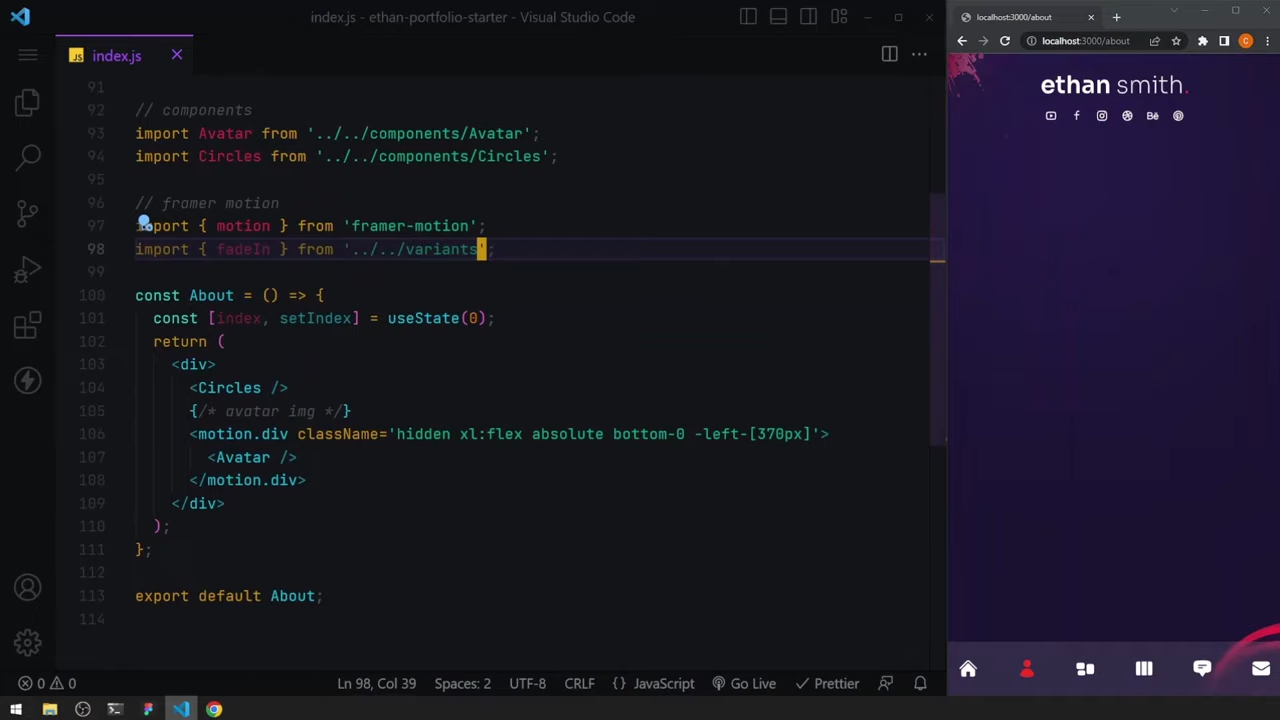 index.js - ethan-portfolio-starter - Visual Studio Code
JS index.js
91
92 // components
93 import Avatar from '../../components/Avatar';
94 import Circles from '../../components/Circles';
95
96 // framer motion
97 import { motion } from 'framer-motion';
98 import { fadeIn } from '../../variants';
99
100 const About = () => {
101 const [index, setIndex] = useState(0);
102 return (
103 <div>
104 <Circles />
105 {/* avatar img */}
106 <motion.div className='hidden xl:flex absolute bottom-0 -left-[370px]'>
107 <Avatar />
108 </motion.div>
109 </div>
110 );
111 };
112
113 export default About;
114
0 0 Ln 98, Col 39 Spaces: 2 UTF-8 CRLF {} JavaScript Go Live Prettier
localhost:3000/about
localhost:3000/about C
ethan smith.
Bē